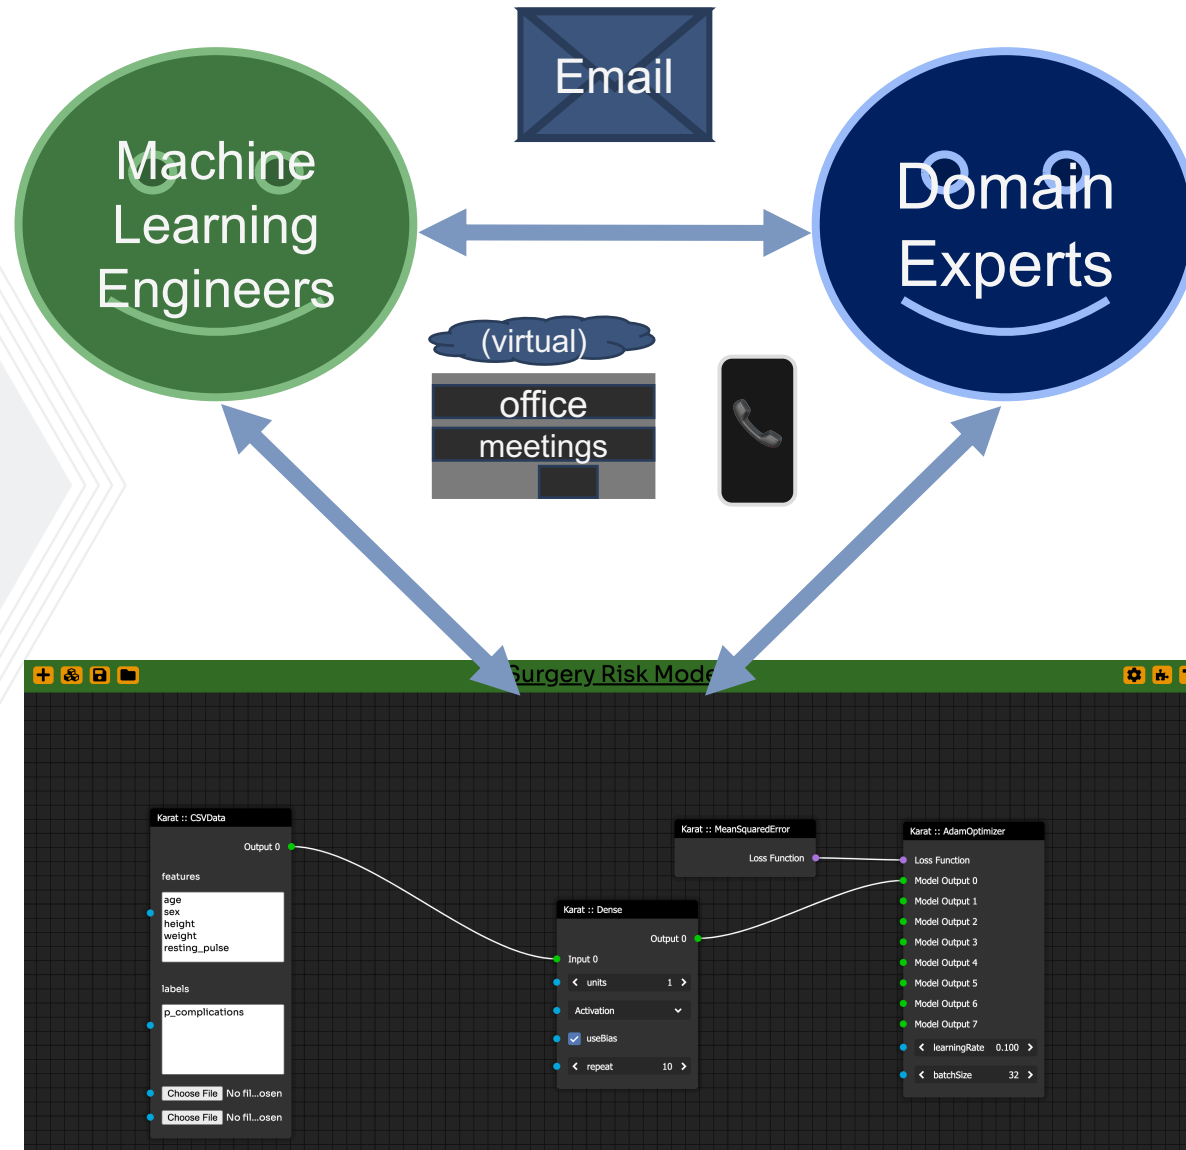 Email
Machine
Learning
Engineers
Domain
Experts
(virtual)
office
meetings
Surgery Risk Model
Karat :: CSVData
Output 0
features
age
sex
height
weight
resting_pulse
labels
p_complications
Choose File No fil...osen
Choose File No fil...osen
Karat :: Dense
Output 0
Input 0
units 1
Activation
useBias
repeat 10
Karat :: MeanSquaredError
Loss Function
Karat :: AdamOptimizer
Loss Function
Model Output 0
Model Output 1
Model Output 2
Model Output 3
Model Output 4
Model Output 5
Model Output 6
Model Output 7
learningRate 0.100
batchSize 32